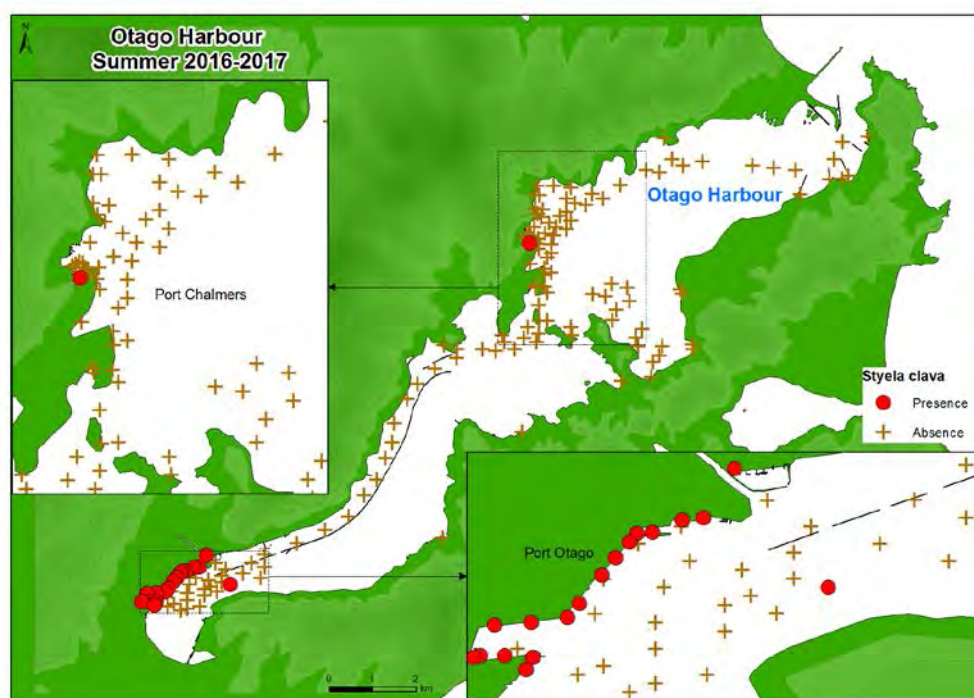 N
Otago Harbour
Summer 2016-2017
Otago Harbour
Port Chalmers
Styela clava
Presence
Absence
Port Otago
0 1 2
km